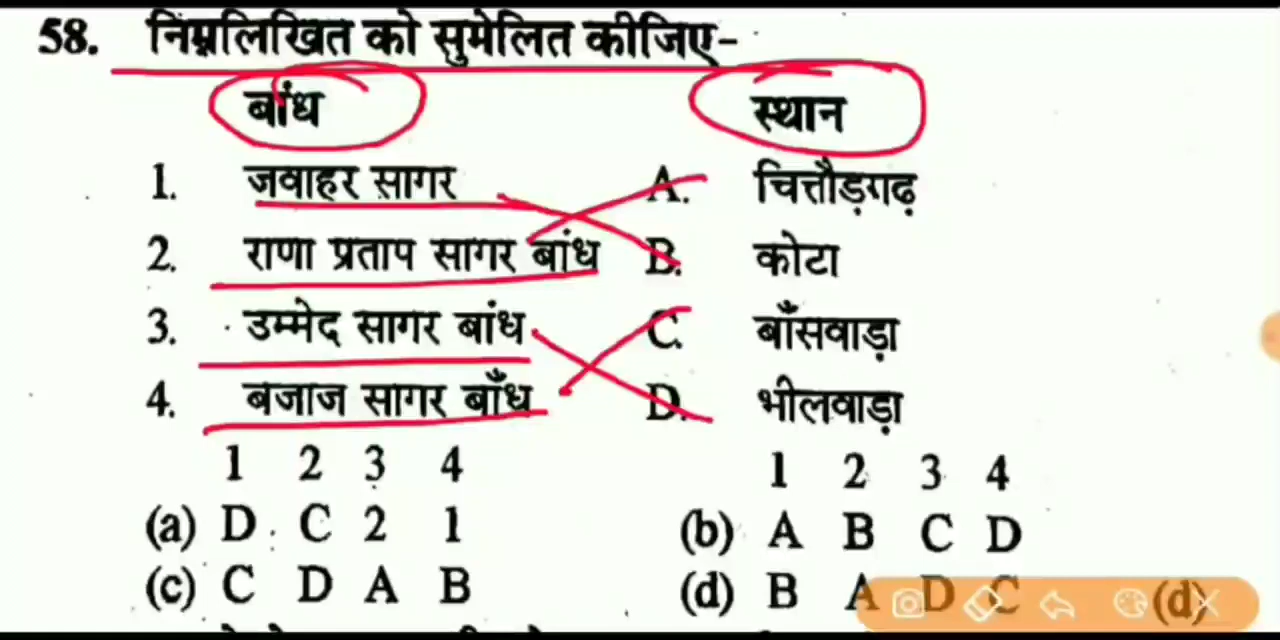 58. निम्नलिखित को सुमेलित कीजिए-
बांध स्थान
1. जवाहर सागर A. चित्तौड़गढ़
2. राणा प्रताप सागर बांध B. कोटा
3. उम्मेद सागर बांध C. बाँसवाड़ा
4. बजाज सागर बाँध D. भीलवाड़ा
1 2 3 4 1 2 3 4
(a) D C 2 1 (b) A B C D
(c) C D A B (d) B A D C (d)